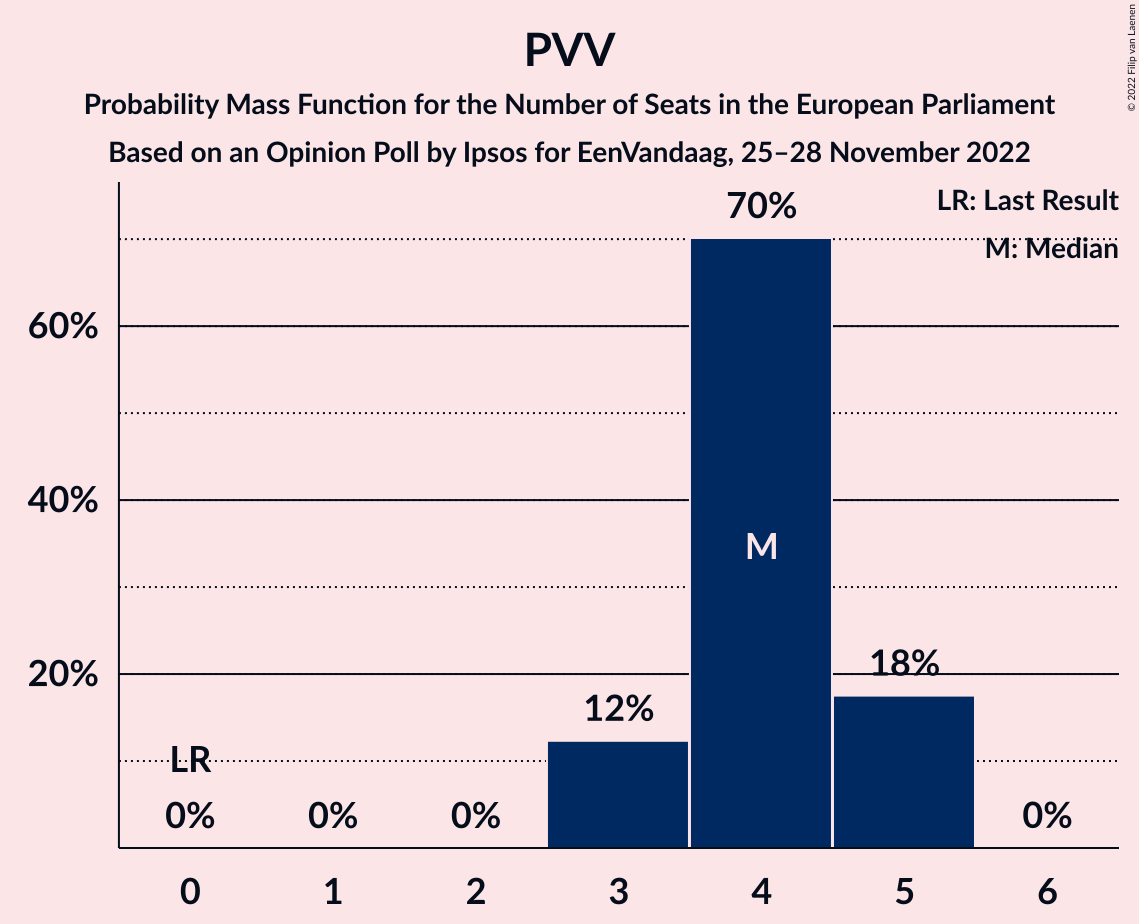 PVV
Probability Mass Function for the Number of Seats in the European Parliament
Based on an Opinion Poll by Ipsos for EenVandaag, 25–28 November 2022
© 2022 Filip van Laenen
LR: Last Result
M: Median
70%
60%
40%
M
20%
18%
12%
LR
0%
0%
0%
0%
0
1
2
3
4
5
6